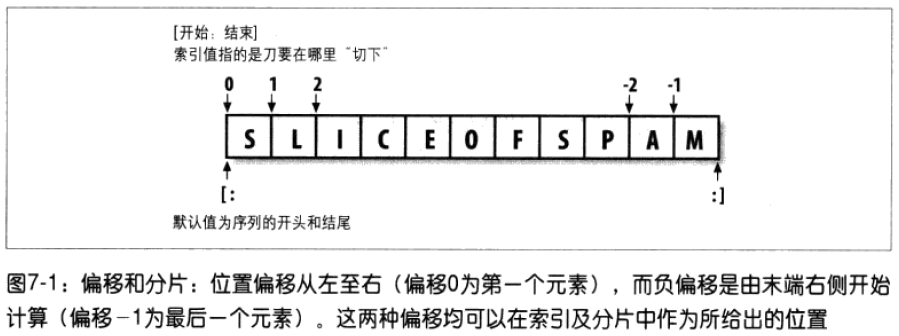 [开始：结束]
索引值指的是刀要在哪里“切下”
0 1 2 -2 -1
S L I C E O F S P A M
[: :]
默认值为序列的开头和结尾
图7-1：偏移和分片：位置偏移从左至右（偏移0为第一个元素），而负偏移是由末端右侧开始
计算（偏移－1为最后一个元素）。这两种偏移均可以在索引及分片中作为所给出的位置